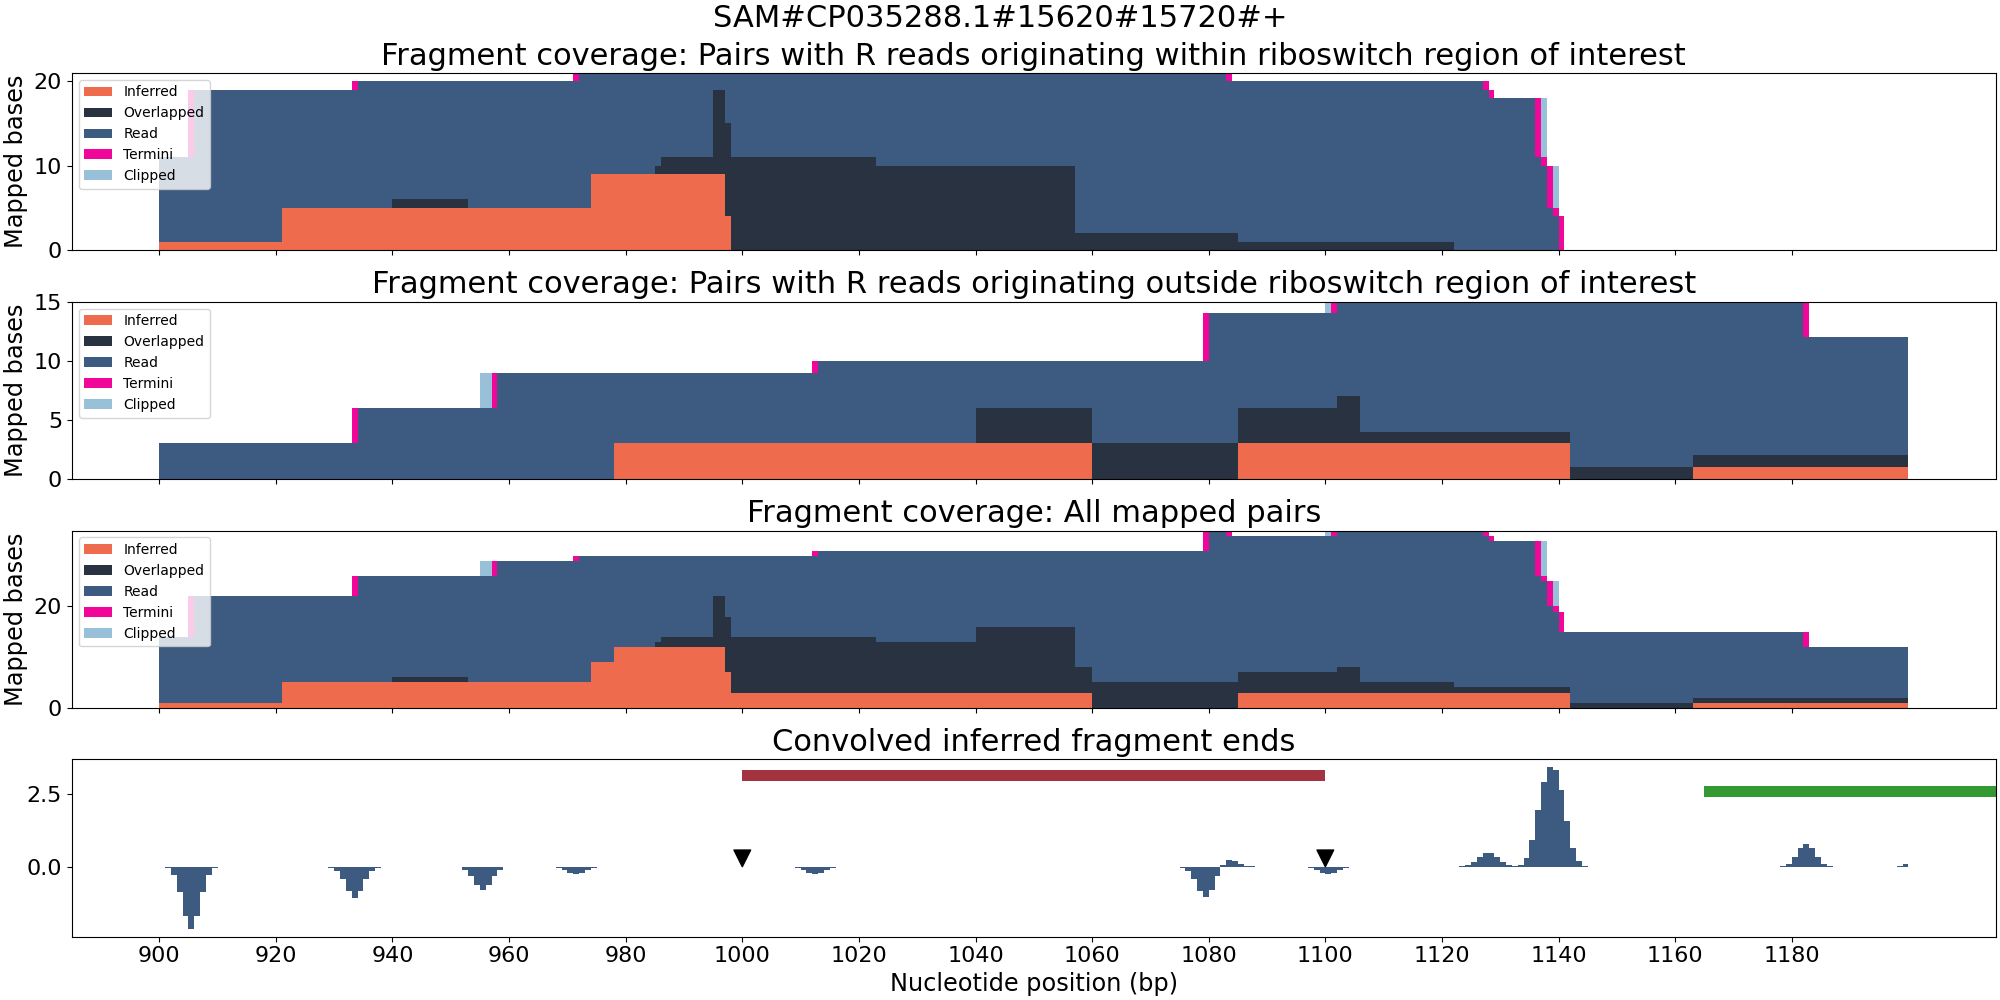 SAM#CP035288.1#15620#15720#+
Fragment coverage: Pairs with R reads originating within riboswitch region of interest
Mapped bases
20
10
0
Inferred
Overlapped
Read
Termini
Clipped
Fragment coverage: Pairs with R reads originating outside riboswitch region of interest
Mapped bases
15
10
5
0
Inferred
Overlapped
Read
Termini
Clipped
Fragment coverage: All mapped pairs
Mapped bases
20
0
Inferred
Overlapped
Read
Termini
Clipped
Convolved inferred fragment ends
2.5
0.0
900 920 940 960 980 1000 1020 1040 1060 1080 1100 1120 1140 1160 1180
Nucleotide position (bp)